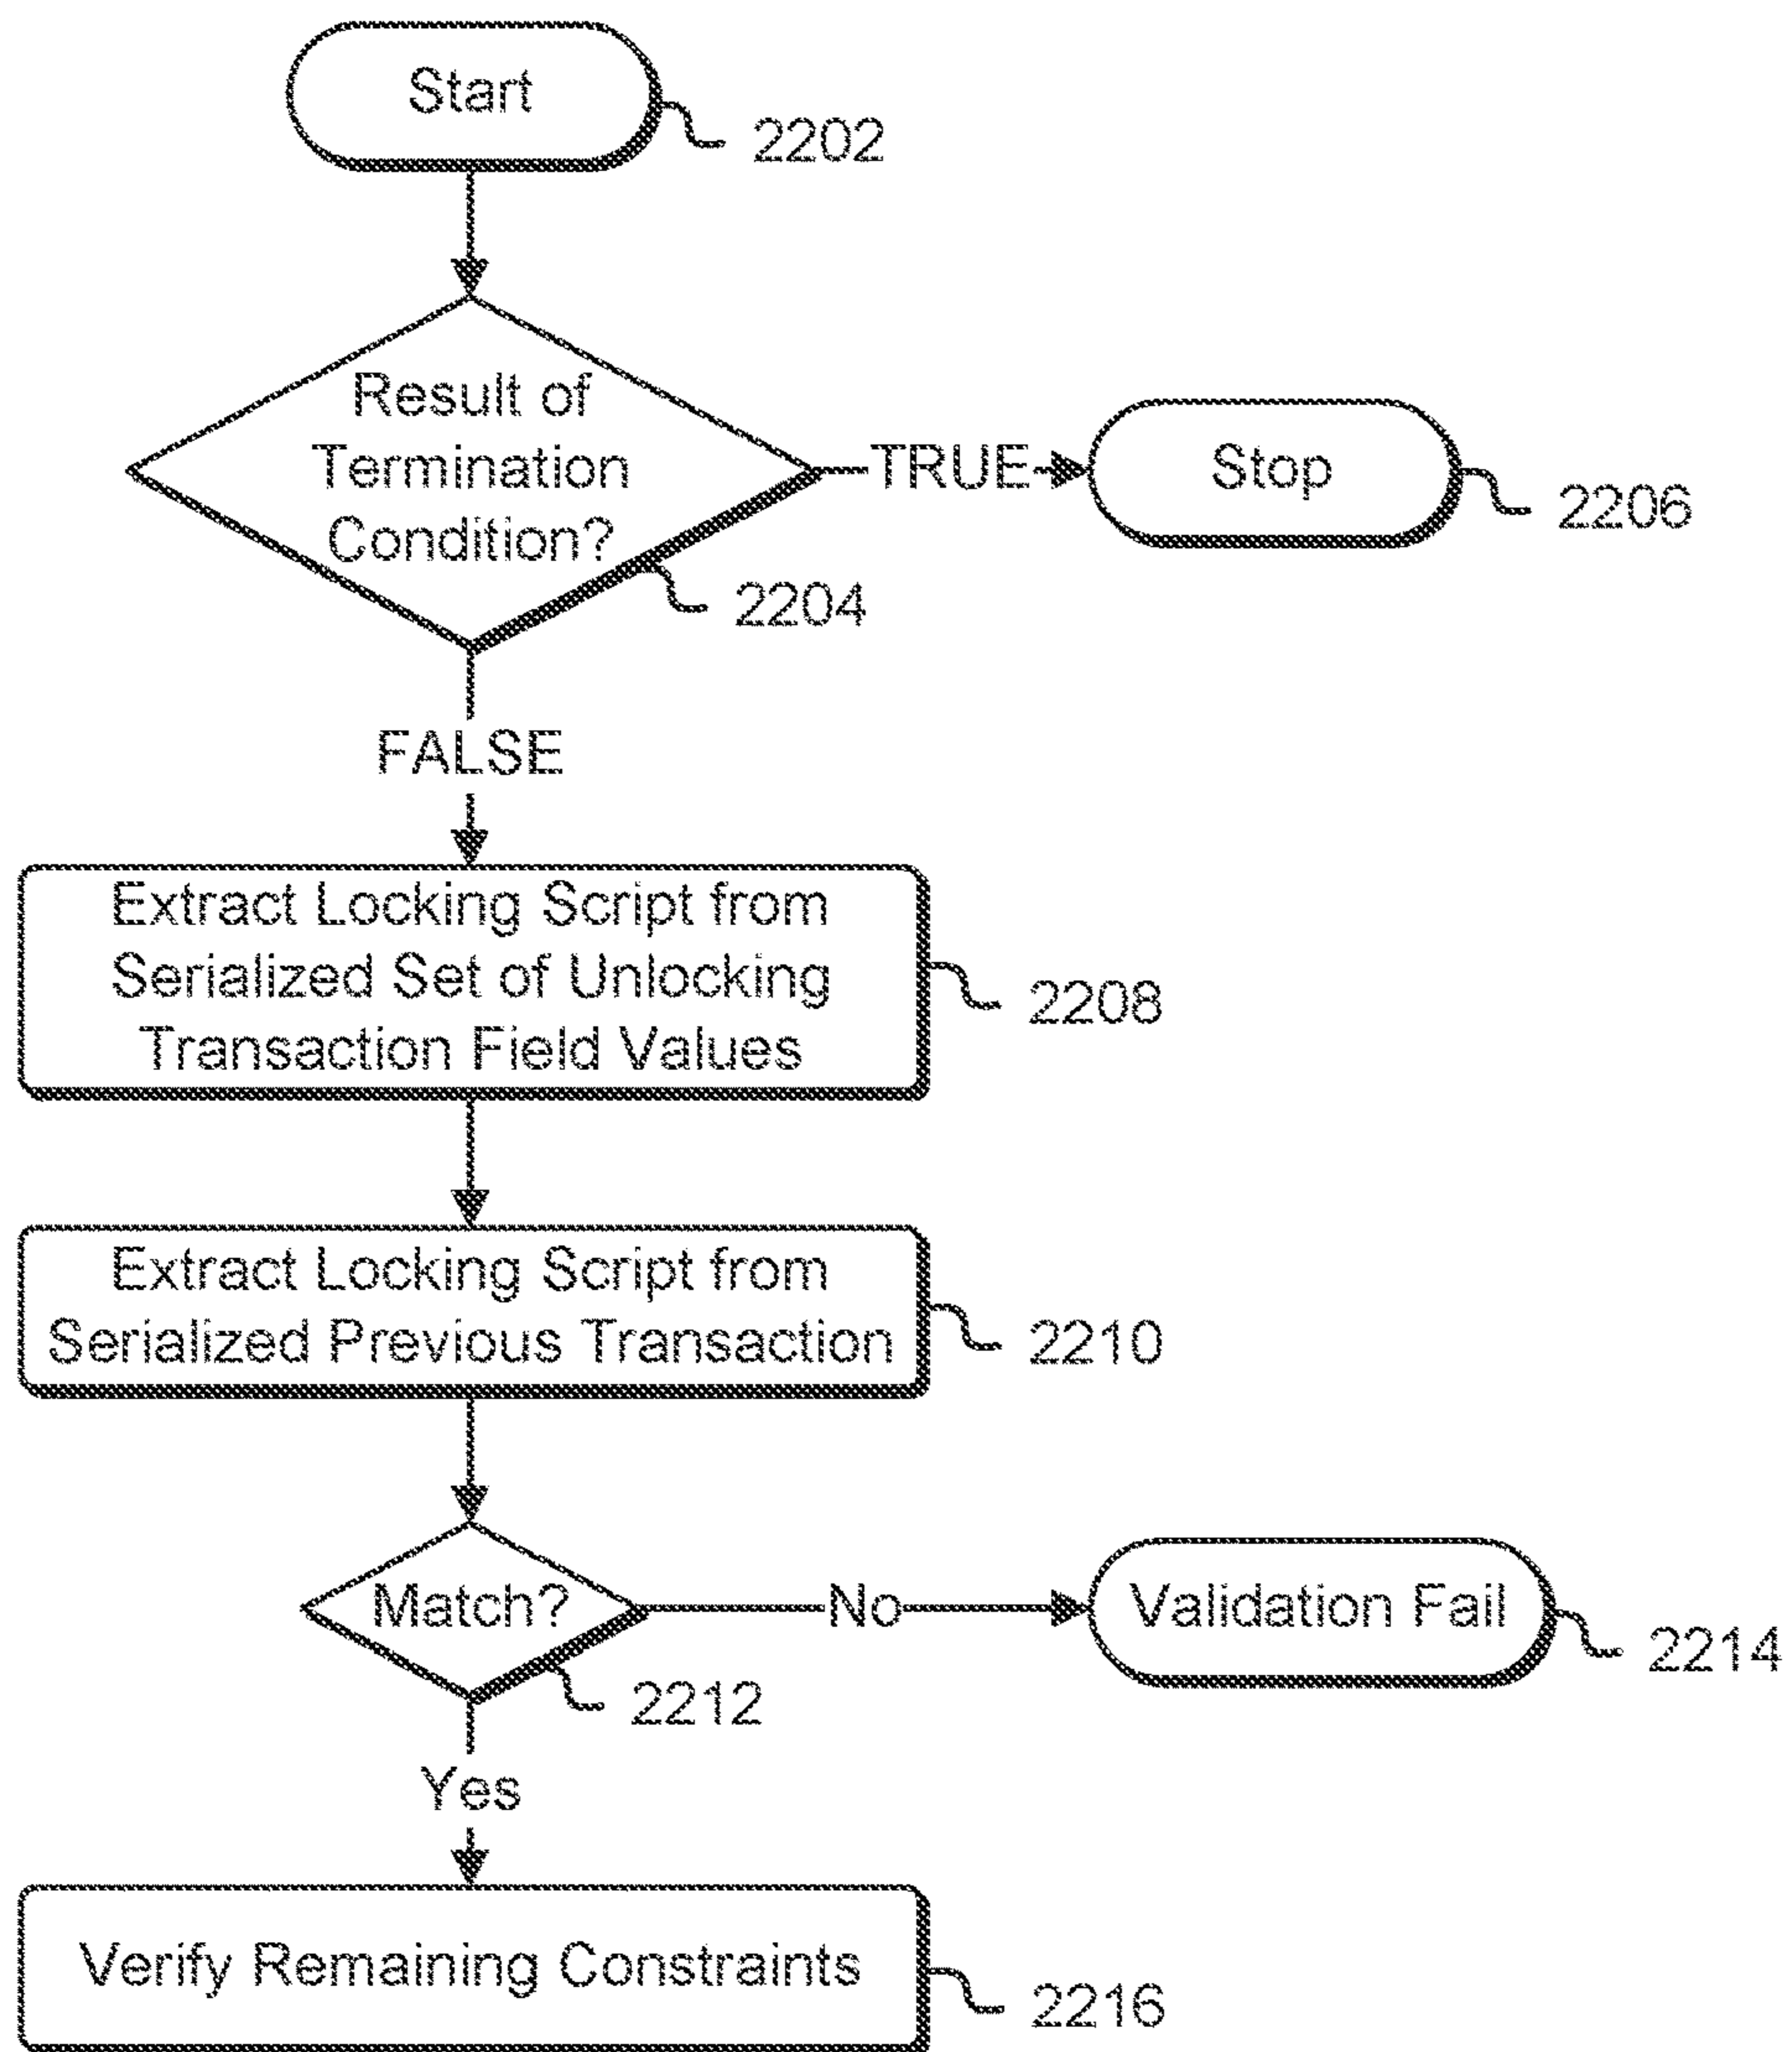 Start
2202
Result of
Termination
Condition?
2204
TRUE
Stop
2206
FALSE
Extract Locking Script from
Serialized Set of Unlocking
Transaction Field Values
2208
Extract Locking Script from
Serialized Previous Transaction
2210
Match?
2212
No
Validation Fail
2214
Yes
Verify Remaining Constraints
2216